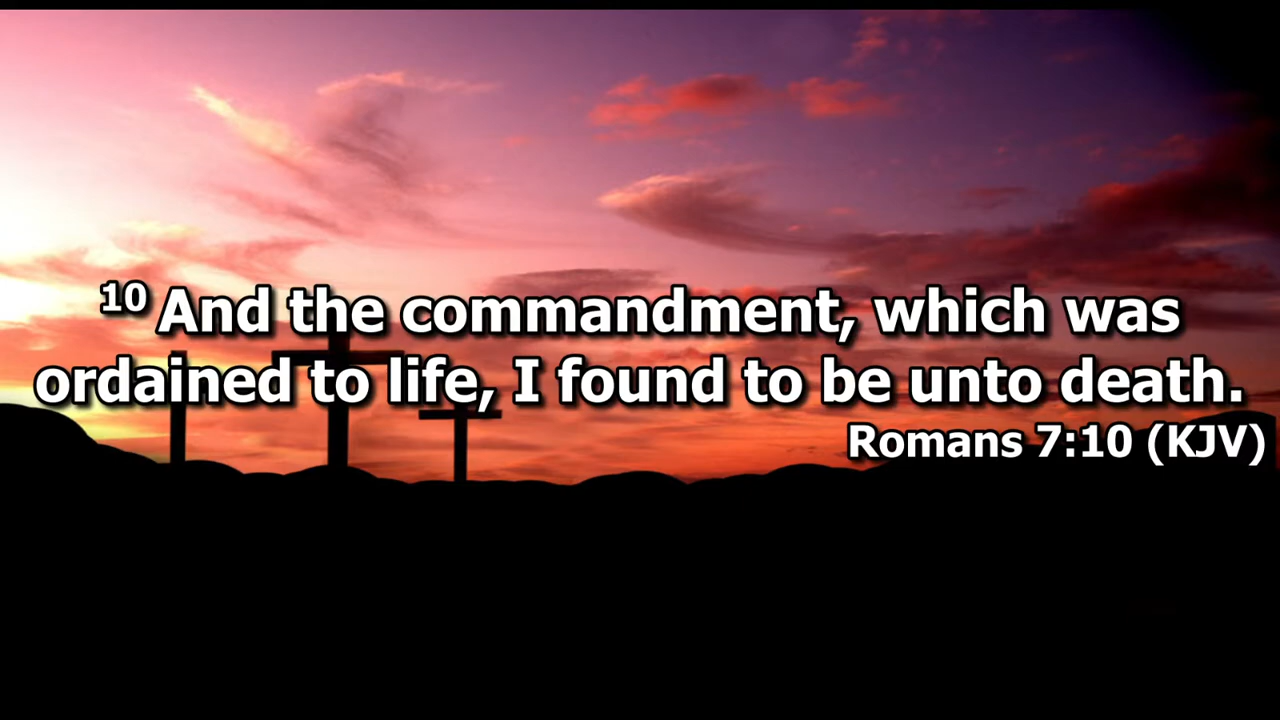 10 And the commandment, which was
ordained to life, I found to be unto death.
Romans 7:10 (KJV)